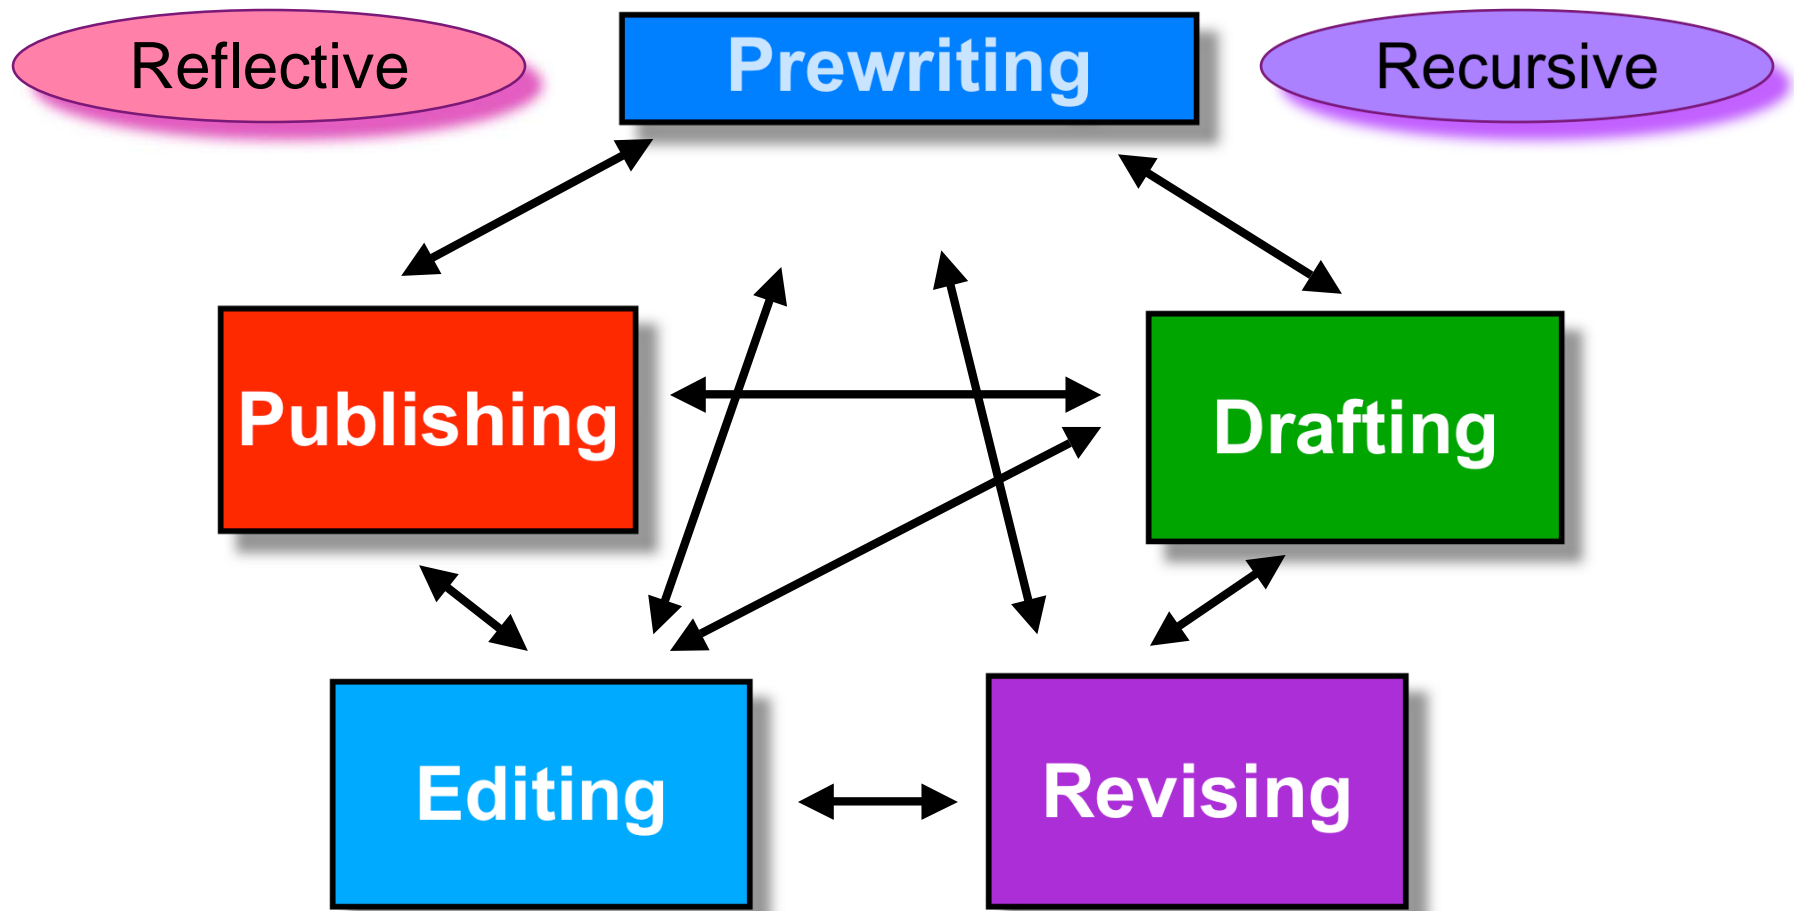 Reflective
Prewriting
Recursive
Publishing
Drafting
Editing
Revising